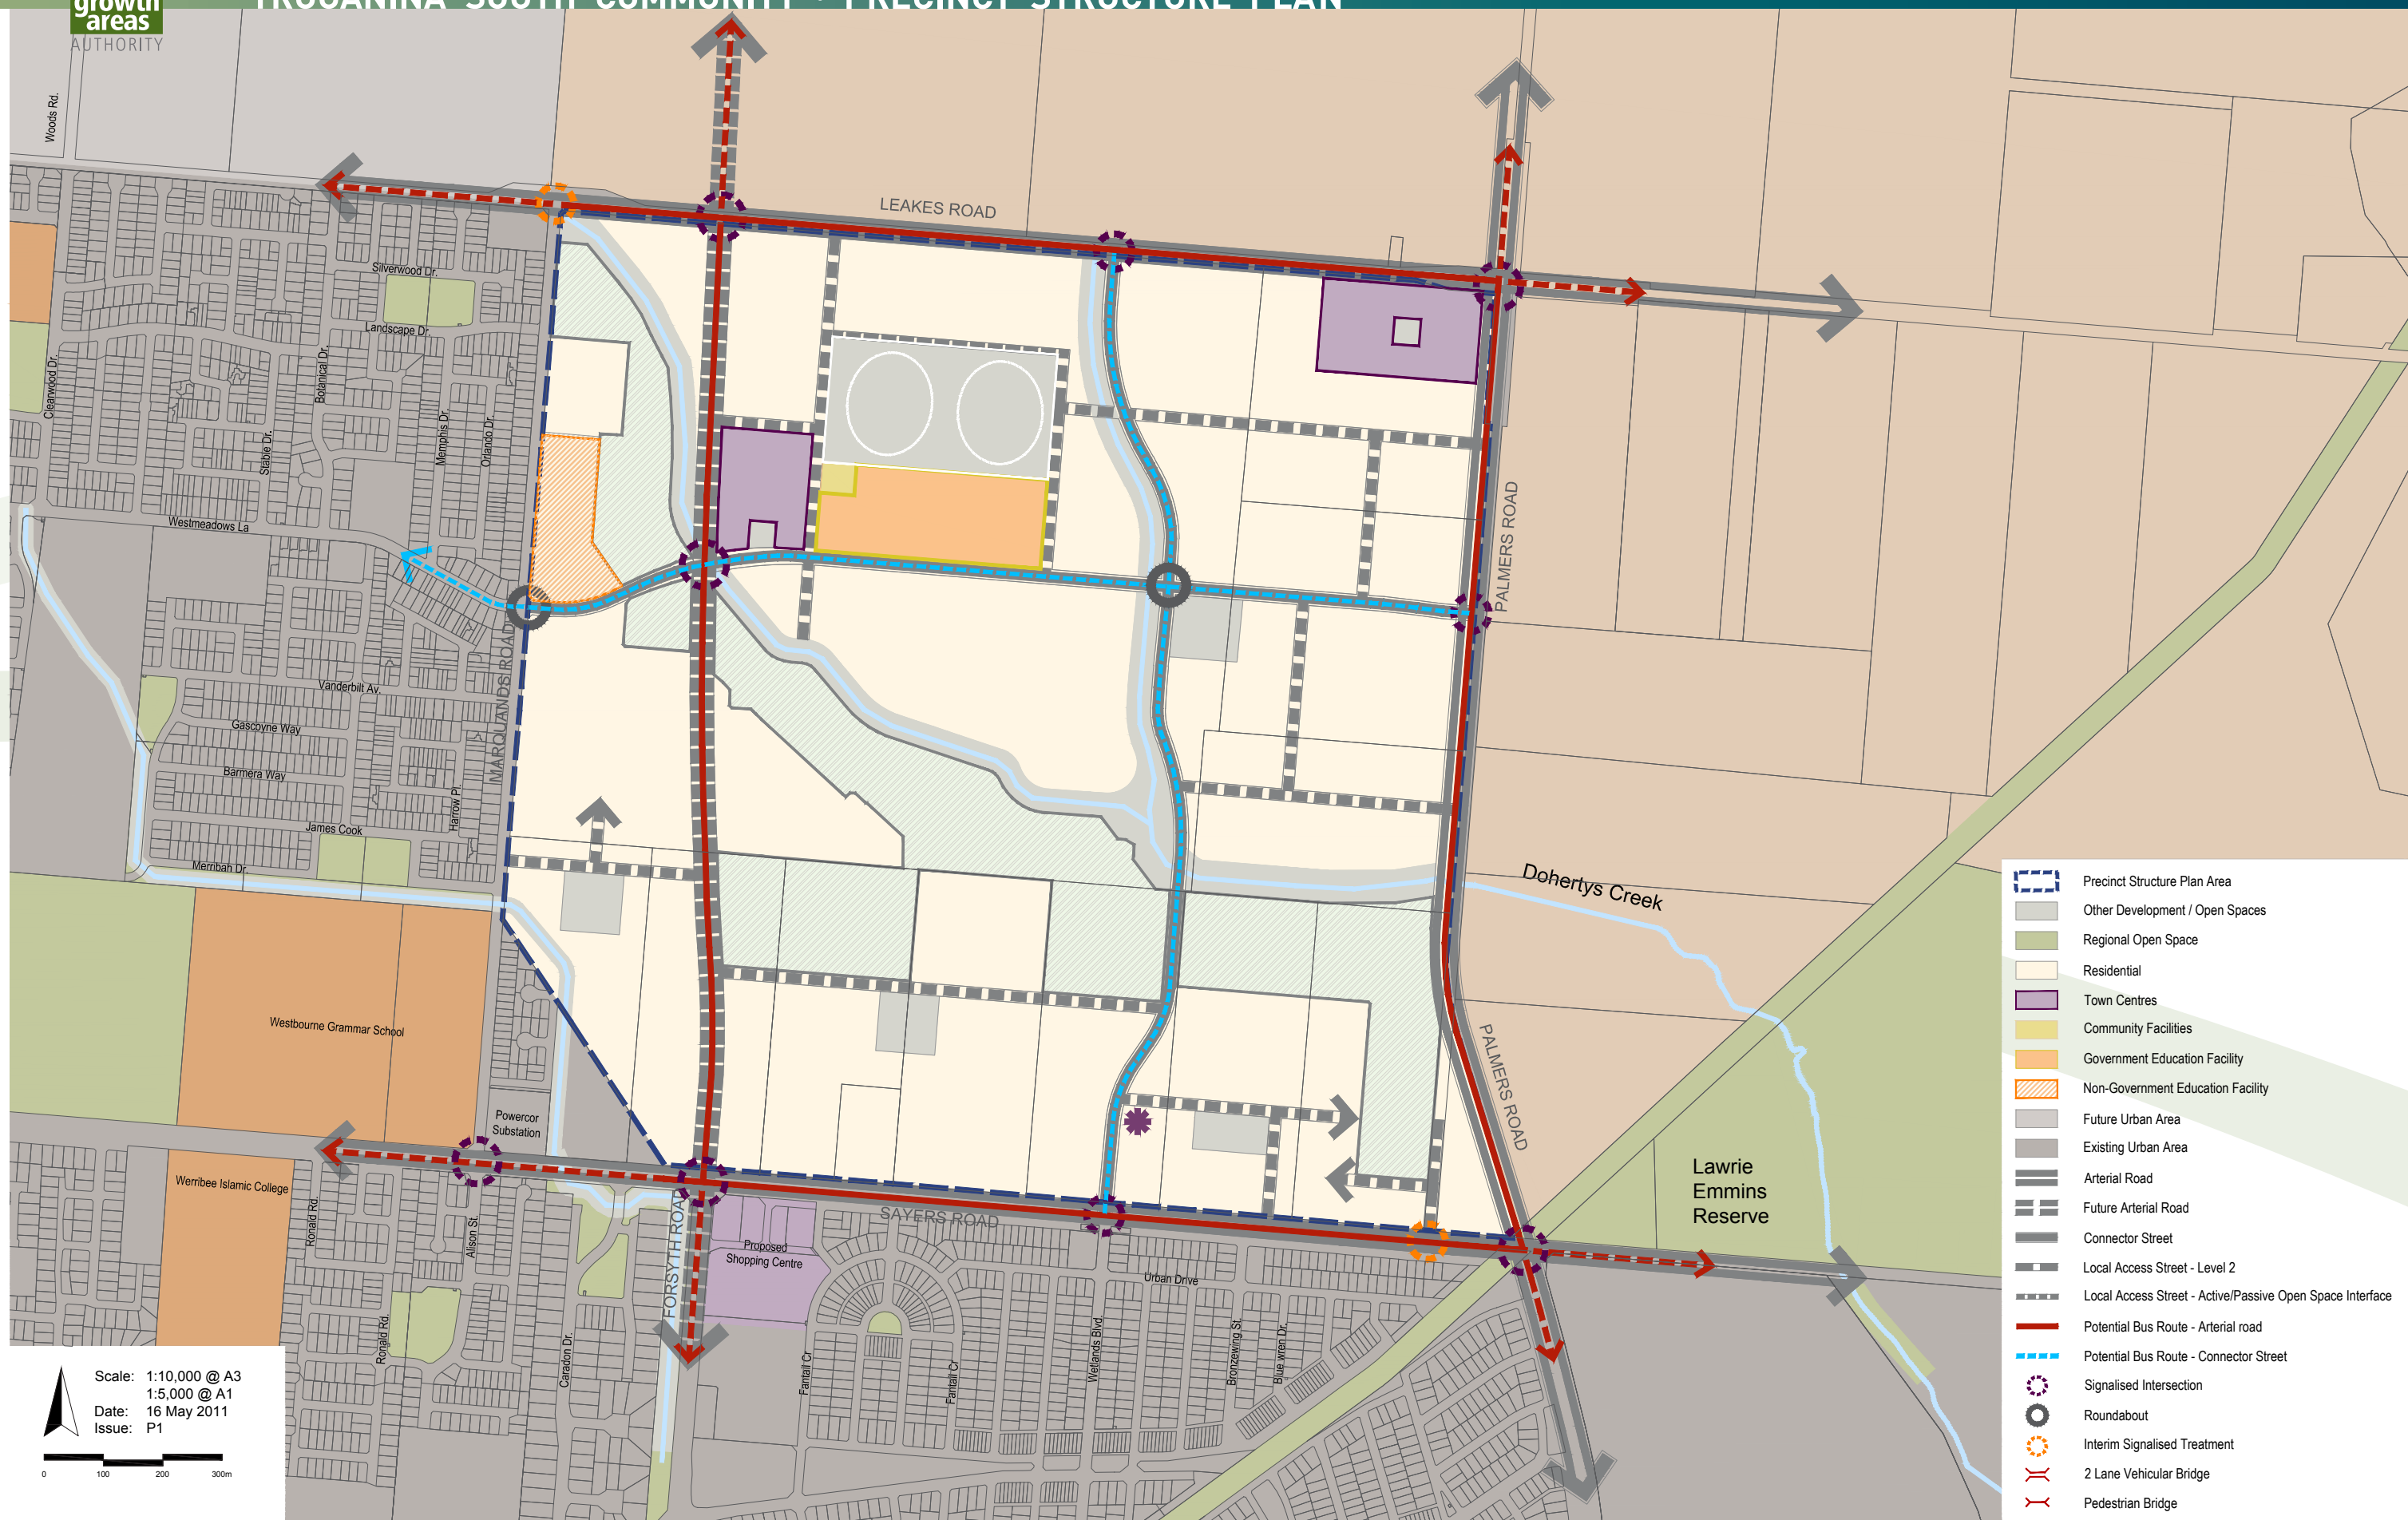 growth
areas
AUTHORITY
TRUGANINA SOUTH COMMUNITY - PRECINCT STRUCTURE PLAN
Woods Rd.
LEAKES ROAD
Silverwood Dr.
Landscape Dr.
Clearwood Dr.
Botanical Dr.
Stable Dr.
Memphis Dr.
Orlando Dr.
Westmeadows La
PALMERS ROAD
MARQUANDS ROAD
Vanderbilt Av.
Gascoyne Way
Barmera Way
Harrow Pl.
James Cook
Merribah Dr.
Dohertys Creek
Westbourne Grammar School
Powercor
Substation
PALMERS ROAD
Werribee Islamic College
Lawrie
Emmins
Reserve
Ronald Rd.
Alison St.
FORSYTH ROAD
SAYERS ROAD
Proposed
Shopping Centre
Urban Drive
Ronald Rd.
Caradon Dr.
Fantail Cr
Fantail Cr
Wetlands Blvd.
Bronzewing St.
Blue wren Dr.
Scale: 1:10,000 @ A3
1:5,000 @ A1
Date: 16 May 2011
Issue: P1
0 100 200 300m
Precinct Structure Plan Area
Other Development / Open Spaces
Regional Open Space
Residential
Town Centres
Community Facilities
Government Education Facility
Non-Government Education Facility
Future Urban Area
Existing Urban Area
Arterial Road
Future Arterial Road
Connector Street
Local Access Street - Level 2
Local Access Street - Active/Passive Open Space Interface
Potential Bus Route - Arterial road
Potential Bus Route - Connector Street
Signalised Intersection
Roundabout
Interim Signalised Treatment
2 Lane Vehicular Bridge
Pedestrian Bridge